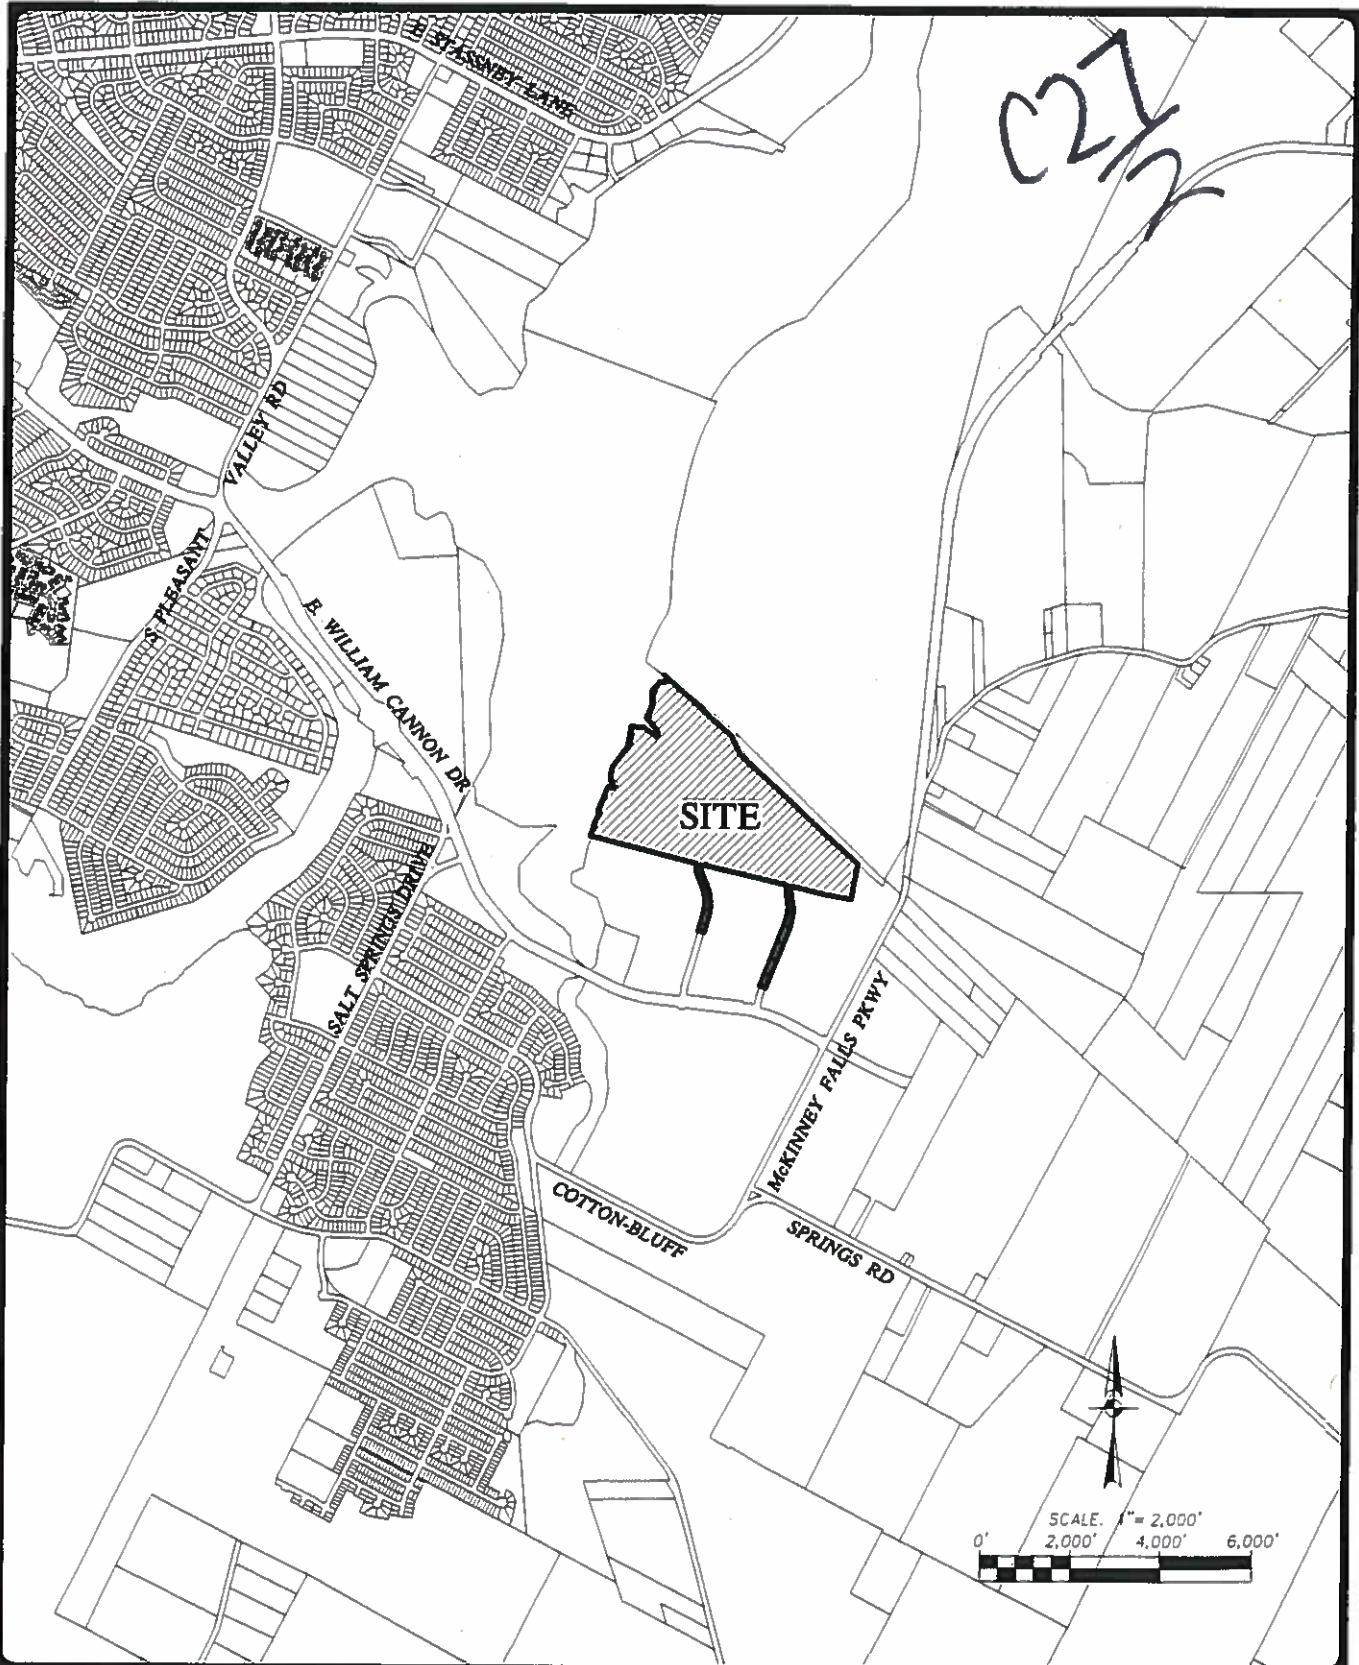 C27
/2
E STASSNEY LANE
VALLEY RD
S PLEASANT
E. WILLIAM CANNON DR
SITE
SALT SPRINGS DRIVE
McKINNEY FALLS PKWY
COTTON-BLUFF
SPRINGS RD
SCALE. 1"= 2,000'
0' 2,000' 4,000' 6,000'